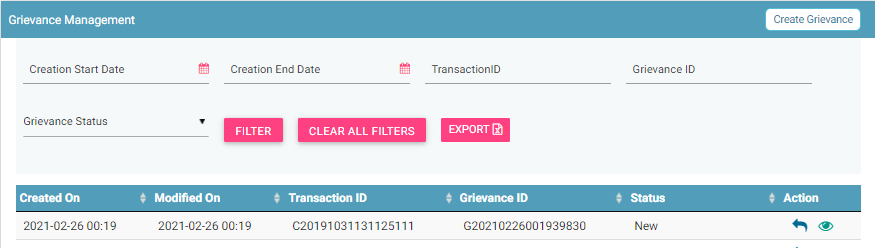 Grievance Management Create Grievance
Creation Start Date Creation End Date TransactionID Grievance ID
Grievance Status FILTER CLEAR ALL FILTERS EXPORT
Created On Modified On Transaction ID Grievance ID Status Action
2021-02-26 00:19 2021-02-26 00:19 C20191031131125111 G20210226001939830 New